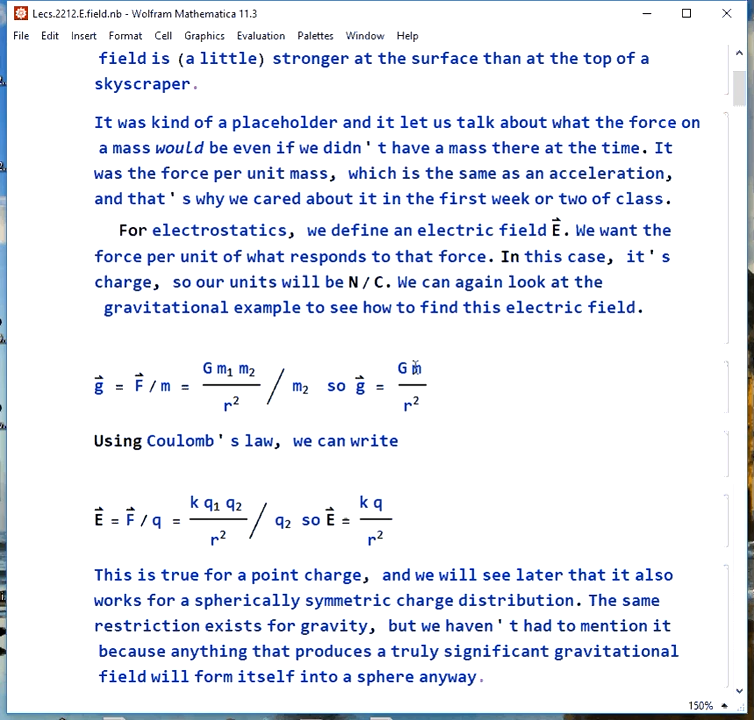 Lecs.2212.E.field.nb - Wolfram Mathematica 11.3
File Edit Insert Format Cell Graphics Evaluation Palettes Window Help
field is (a little) stronger at the surface than at the top of a
skyscraper.
It was kind of a placeholder and it let us talk about what the force on
a mass would be even if we didn't have a mass there at the time. It
was the force per unit mass, which is the same as an acceleration,
and that's why we cared about it in the first week or two of class.
For electrostatics, we define an electric field E⃗. We want the
force per unit of what responds to that force. In this case, it's
charge, so our units will be N/C. We can again look at the
gravitational example to see how to find this electric field.
g⃗ = F⃗/m = G m₁ m₂ / r² / m₂ so g⃗ = G m / r²
Using Coulomb's law, we can write
E⃗ = F⃗/q = k q₁ q₂ / r² / q₂ so E⃗ = k q / r²
This is true for a point charge, and we will see later that it also
works for a spherically symmetric charge distribution. The same
restriction exists for gravity, but we haven't had to mention it
because anything that produces a truly significant gravitational
field will form itself into a sphere anyway.
150%